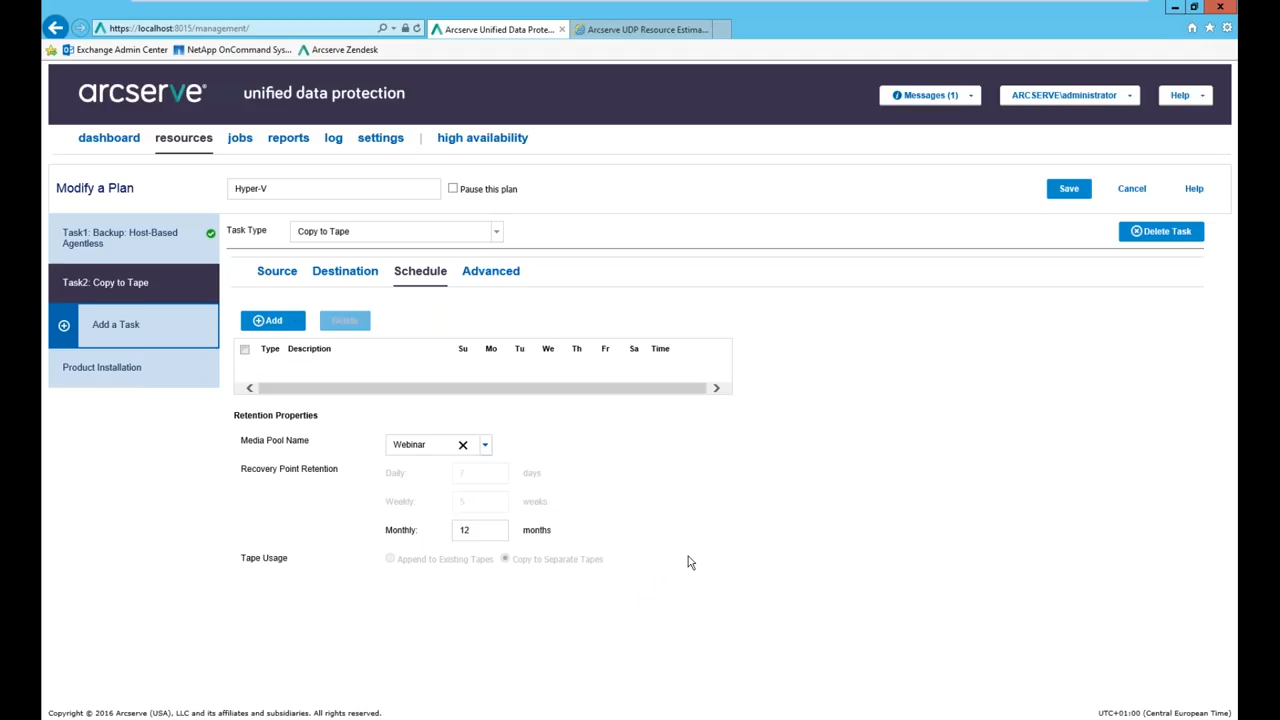 https://localhost:8015/management/
Arcserve Unified Data Prote...
Arcserve UDP Resource Estima...
Exchange Admin Center
NetApp OnCommand Sys...
Arcserve Zendesk
arcserve®
unified data protection
Messages (1)
ARCSERVE\administrator
Help
dashboard
resources
jobs
reports
log
settings
|
high availability
Modify a Plan
Hyper-V
Pause this plan
Save
Cancel
Help
Task1: Backup: Host-Based
Agentless
Task Type
Copy to Tape
Delete Task
Task2: Copy to Tape
Add a Task
Product Installation
Source
Destination
Schedule
Advanced
Add
Delete
Type Description Su Mo Tu We Th Fr Sa Time
Retention Properties
Media Pool Name
Webinar
Recovery Point Retention
Daily: 7 days
Weekly: 5 weeks
Monthly: 12 months
Tape Usage
Append to Existing Tapes
Copy to Separate Tapes
Copyright © 2016 Arcserve (USA), LLC and its affiliates and subsidiaries. All rights reserved.
UTC+01:00 (Central European Time)